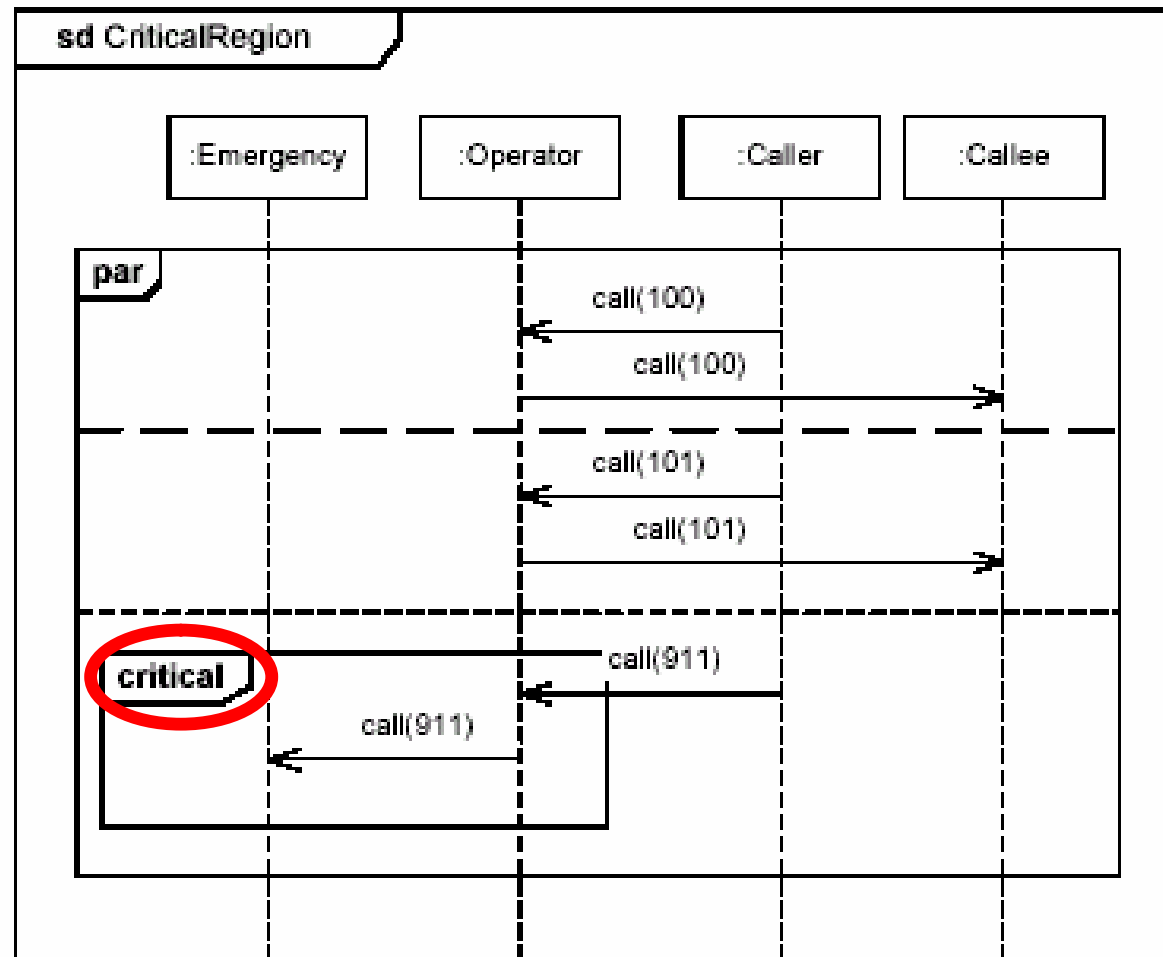 sd CriticalRegion
:Emergency :Operator :Caller :Callee
par
call(100)
call(100)
call(101)
call(101)
call(911)
critical
call(911)